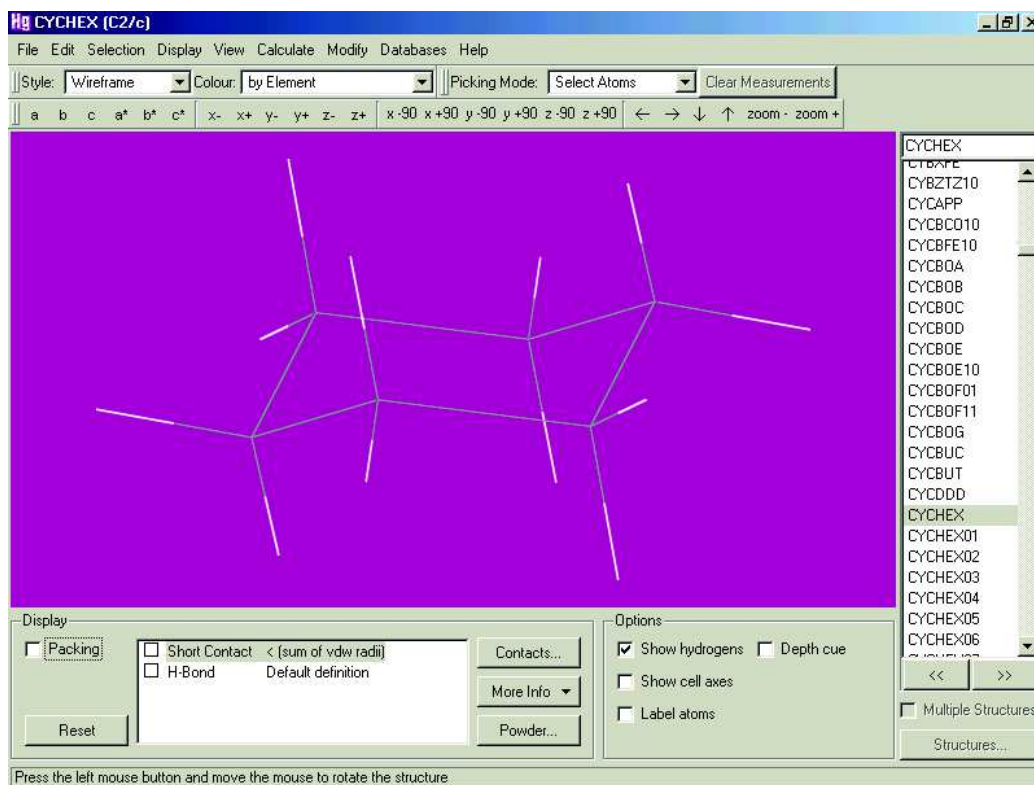 Hg CYCHEX (C2/c)
File Edit Selection Display View Calculate Modify Databases Help
Style: Wireframe Colour: by Element Picking Mode: Select Atoms Clear Measurements
a b c a* b* c* x- x+ y- y+ z- z+ x -90 x +90 y -90 y +90 z -90 z +90 ← → ↓ ↑ zoom - zoom +
CYCHEX
CYBXFE
CYBZTZ10
CYCAPP
CYCBCO10
CYCBFE10
CYCBOA
CYCBOB
CYCBOC
CYCBOD
CYCBOE
CYCBOE10
CYCBOF01
CYCBOF11
CYCBOG
CYCBUC
CYCBUT
CYCDDD
CYCHEX
CYCHEX01
CYCHEX02
CYCHEX03
CYCHEX04
CYCHEX05
CYCHEX06
<< >>
Multiple Structures
Structures...
Display
Packing
Short Contact < (sum of vdw radii)
H-Bond Default definition
Reset
Contacts...
More Info
Powder...
Options
Show hydrogens Depth cue
Show cell axes
Label atoms
Press the left mouse button and move the mouse to rotate the structure